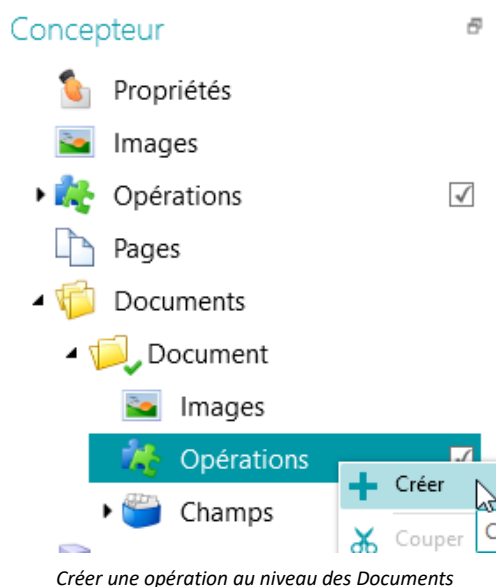 Concepteur
Propriétés
Images
Opérations
Pages
Documents
Document
Images
Opérations
Créer
Champs
Couper
Créer une opération au niveau des Documents